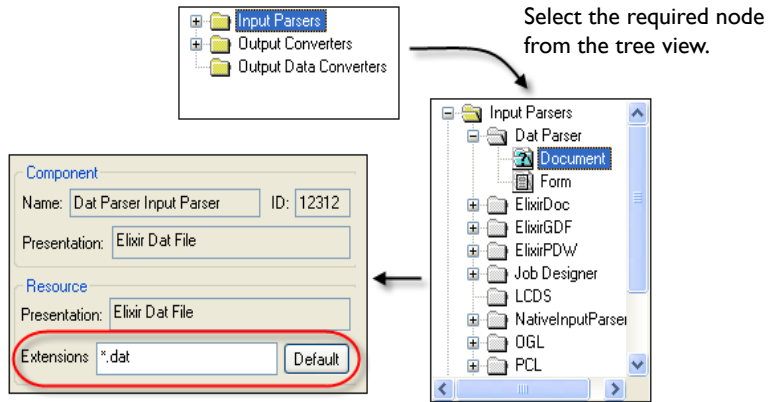 Input Parsers
Output Converters
Output Data Converters
Select the required node
from the tree view.
Input Parsers
Dat Parser
Document
Form
ElixirDoc
ElixirGDF
ElixirPDW
Job Designer
LCDS
NativeInputParser
OGL
PCL
Component
Name: Dat Parser Input Parser ID: 12312
Presentation: Elixir Dat File
Resource
Presentation: Elixir Dat File
Extensions *.dat Default